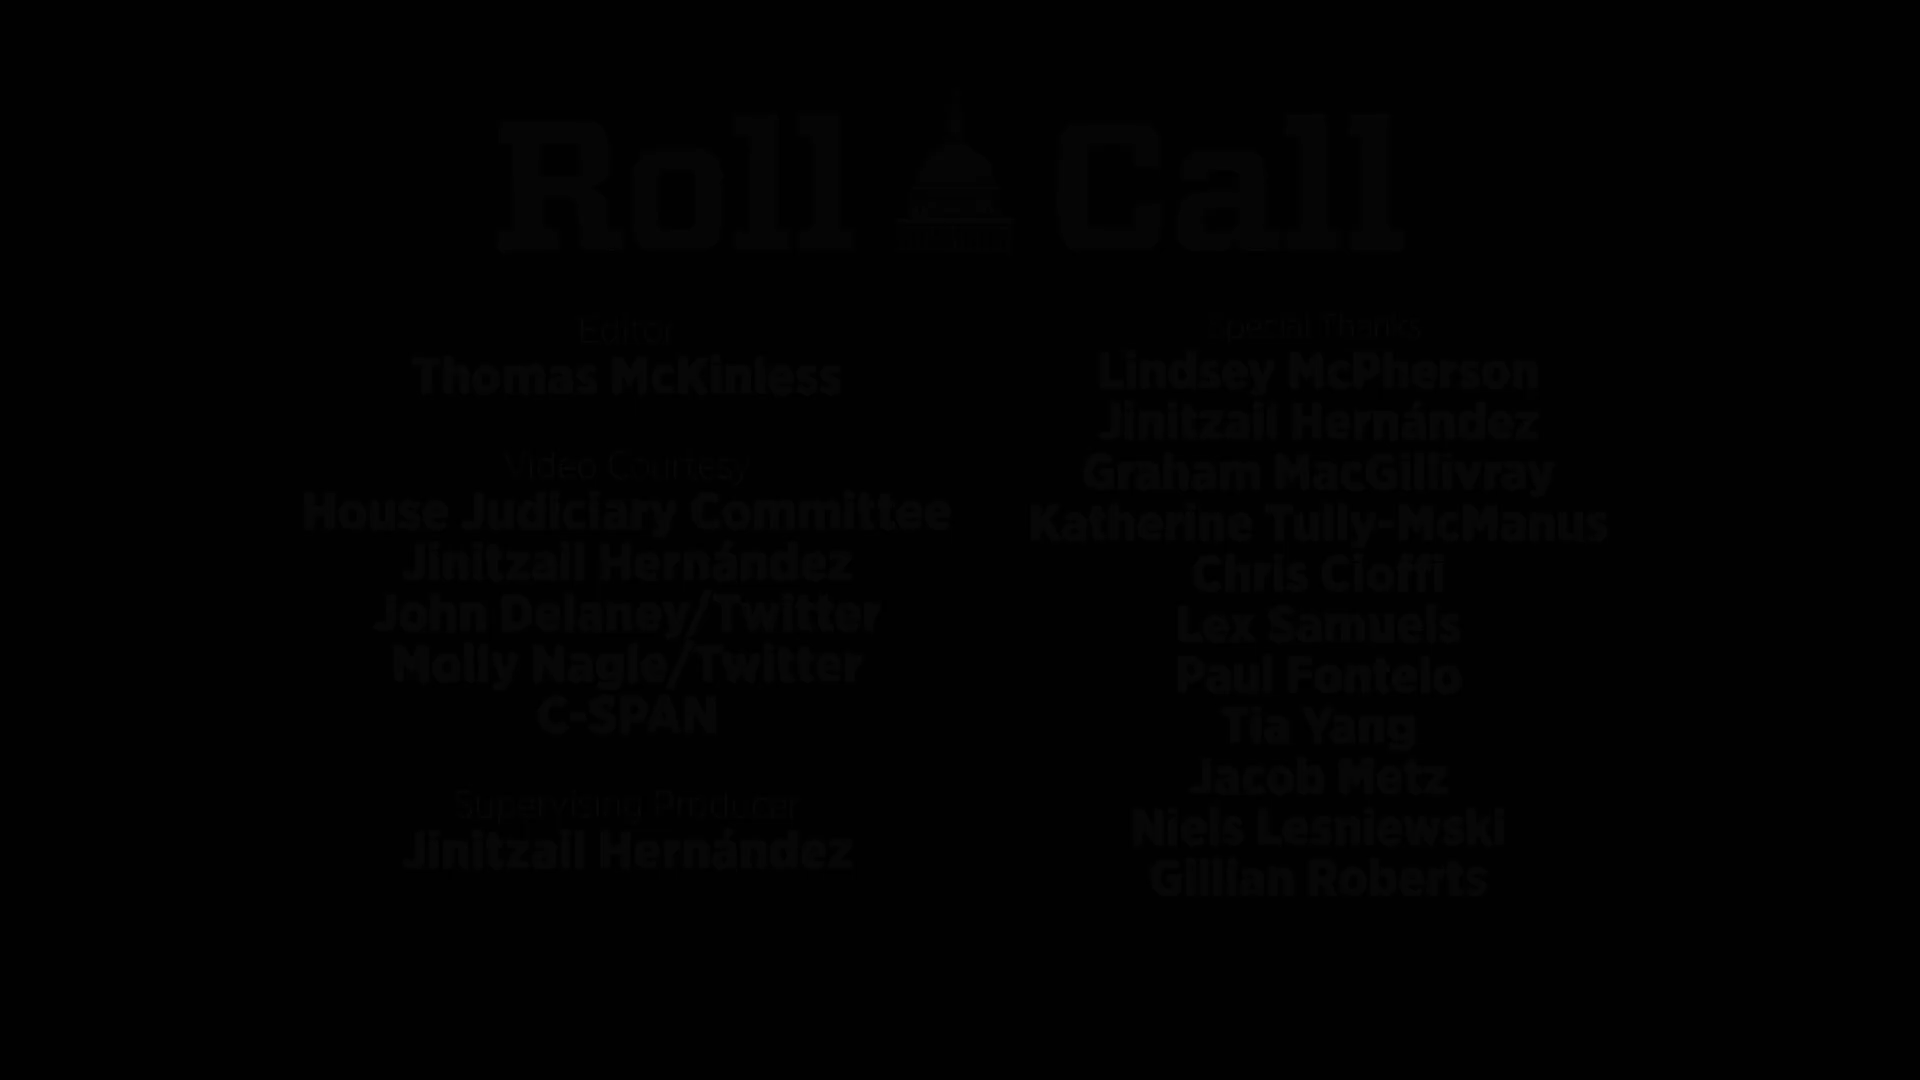 Roll Call
Editor
Thomas McKinless
Video Courtesy
House Judiciary Committee
Jinitzail Hernández
John Delaney/Twitter
Molly Nagle/Twitter
C-SPAN
Supervising Producer
Jinitzail Hernández
Special Thanks
Lindsey McPherson
Jinitzail Hernández
Graham MacGillivray
Katherine Tully-McManus
Chris Cioffi
Lex Samuels
Paul Fontelo
Tia Yang
Jacob Metz
Niels Lesniewski
Gillian Roberts